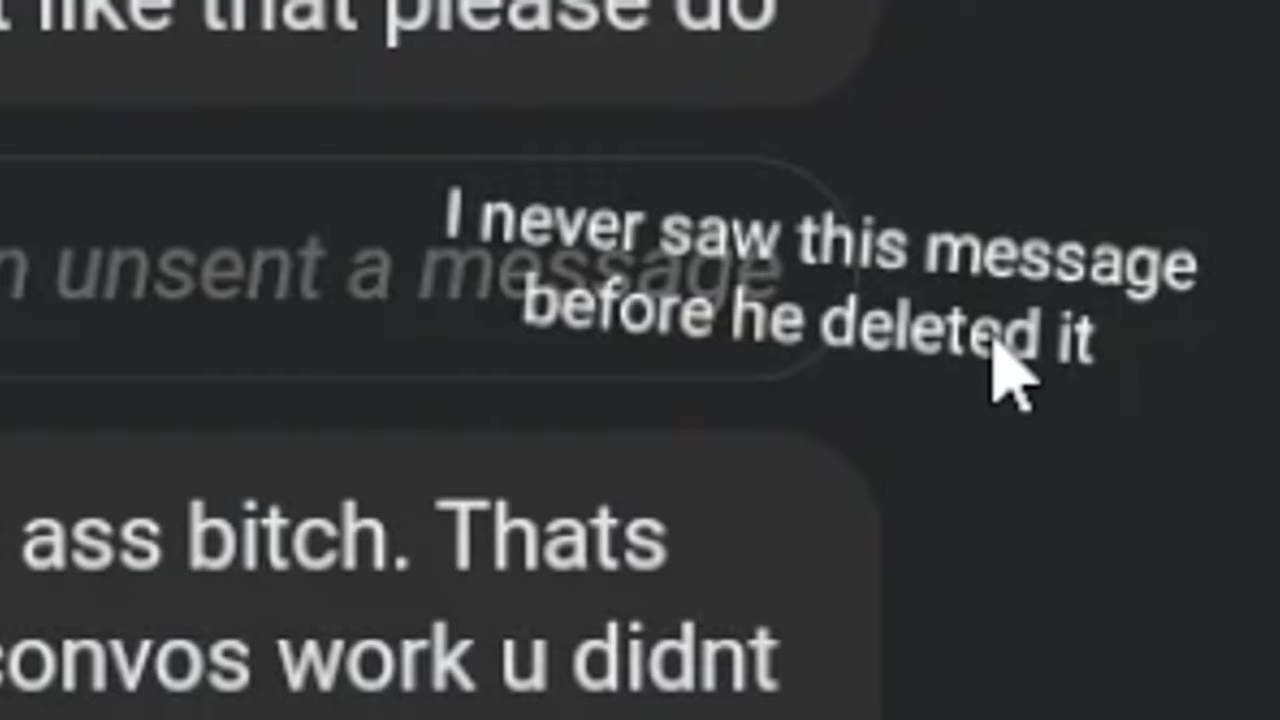 like that please do
unsent a message
I never saw this message
before he deleted it
ass bitch. Thats
convos work u didnt